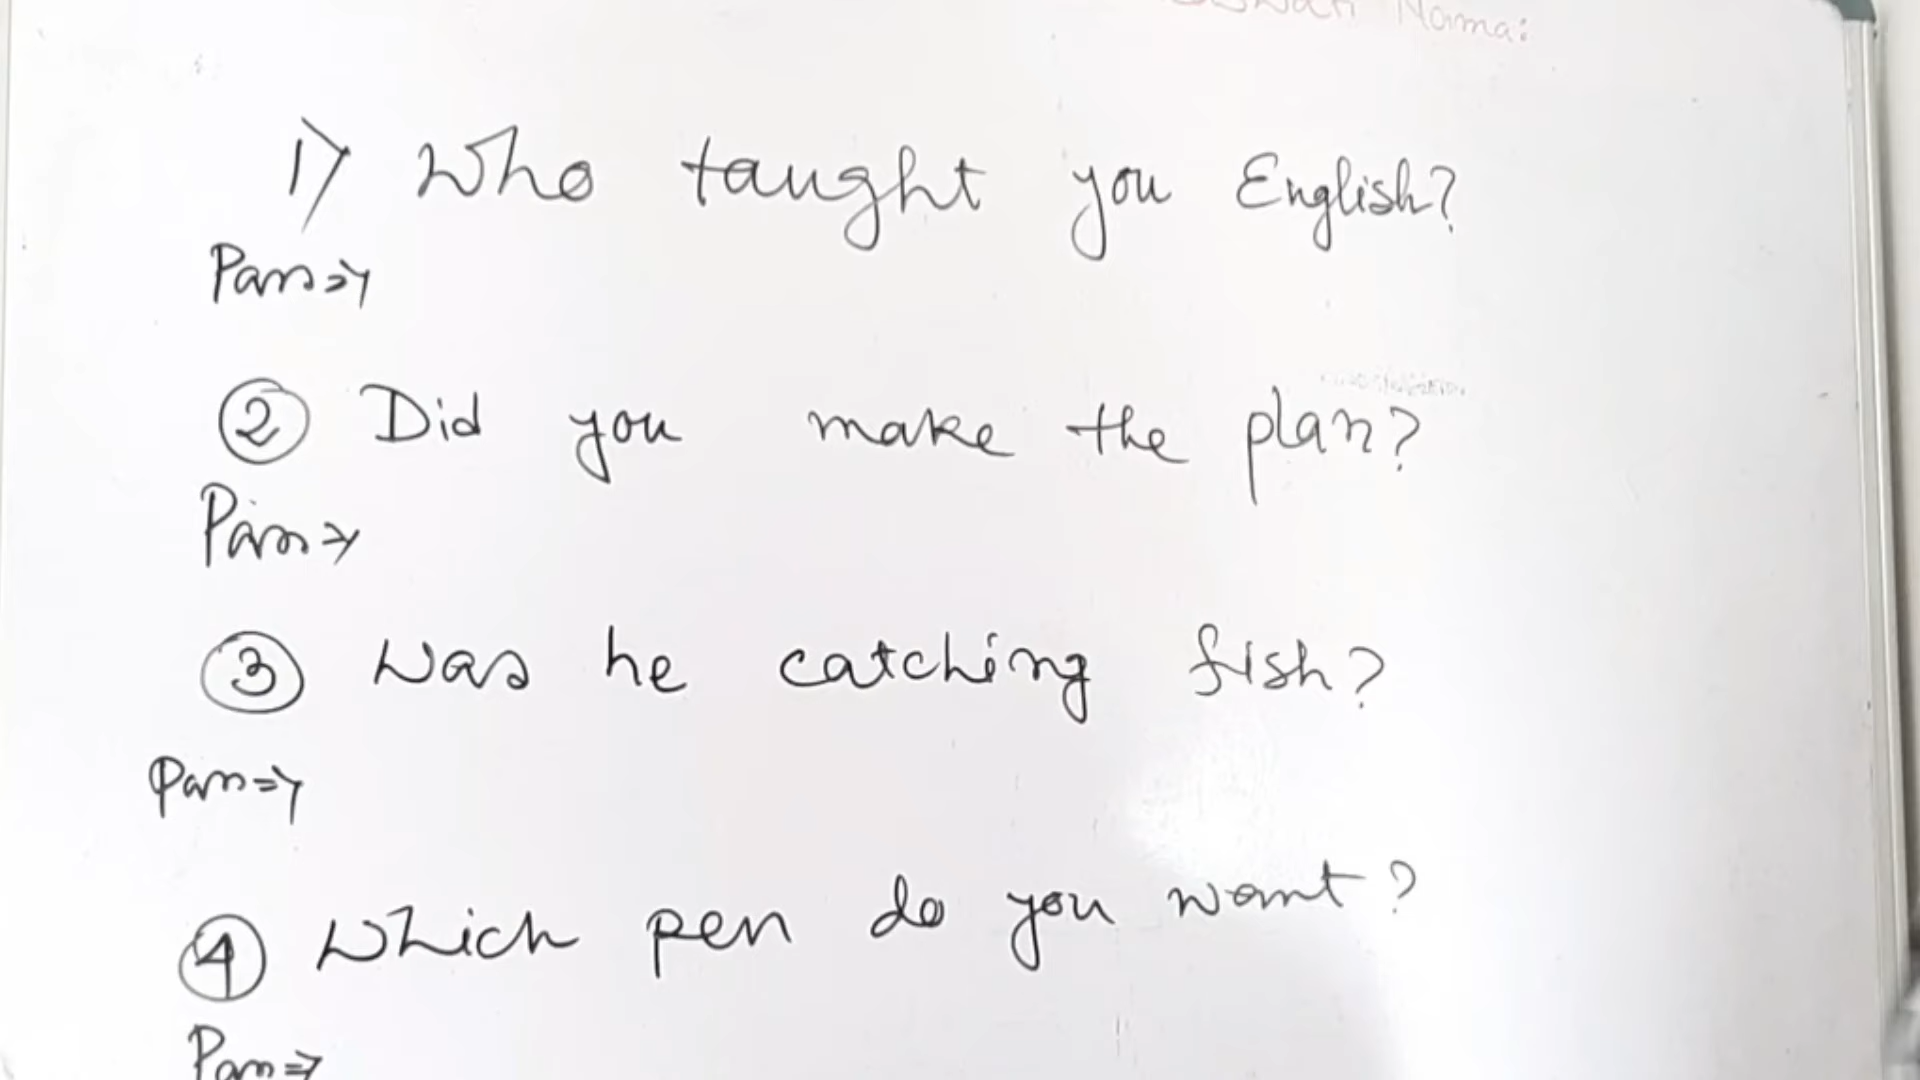 Nama:
1) Who taught you English?
Pass⇒
② Did you make the plan?
Pass⇒
③ Was he catching fish?
Pass⇒
④ Which pen do you want?
Pass⇒